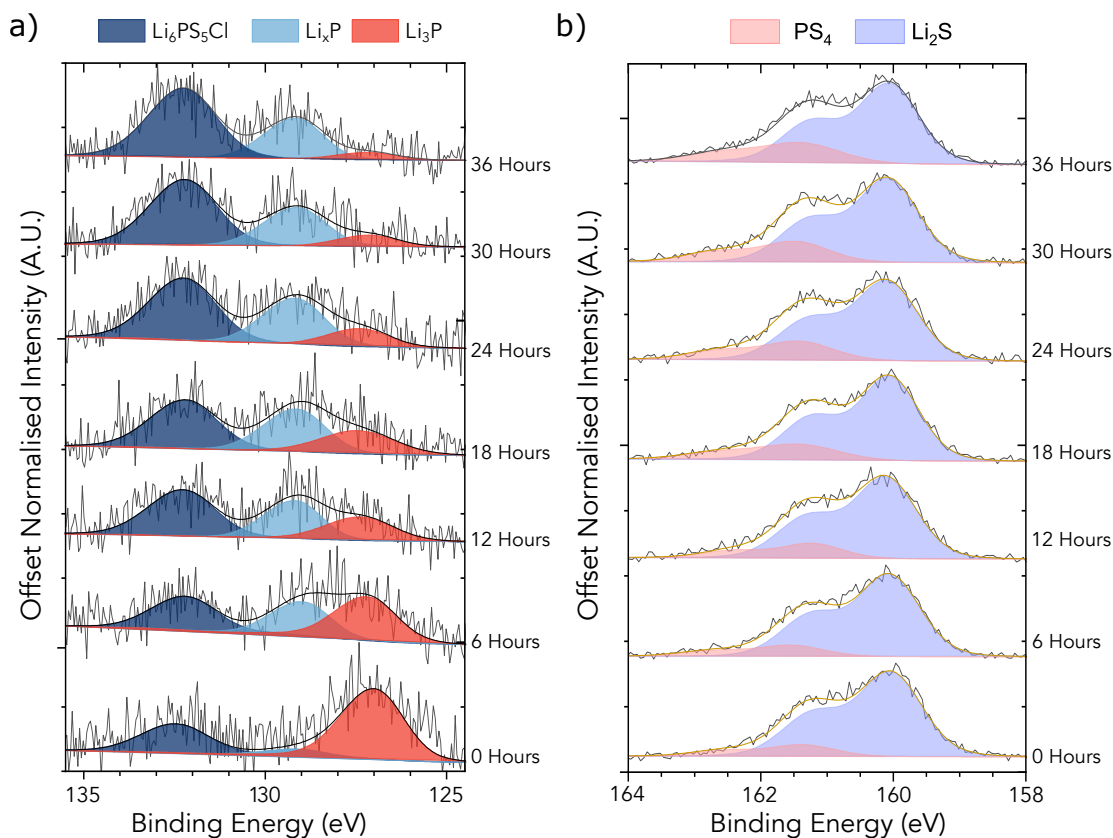 a)
Li₆PS₅Cl LiₓP Li₃P
Offset Normalised Intensity (A.U.)
36 Hours
30 Hours
24 Hours
18 Hours
12 Hours
6 Hours
0 Hours
135 130 125
Binding Energy (eV)
b)
PS₄ Li₂S
Offset Normalised Intensity (A.U.)
36 Hours
30 Hours
24 Hours
18 Hours
12 Hours
6 Hours
0 Hours
164 162 160 158
Binding Energy (eV)